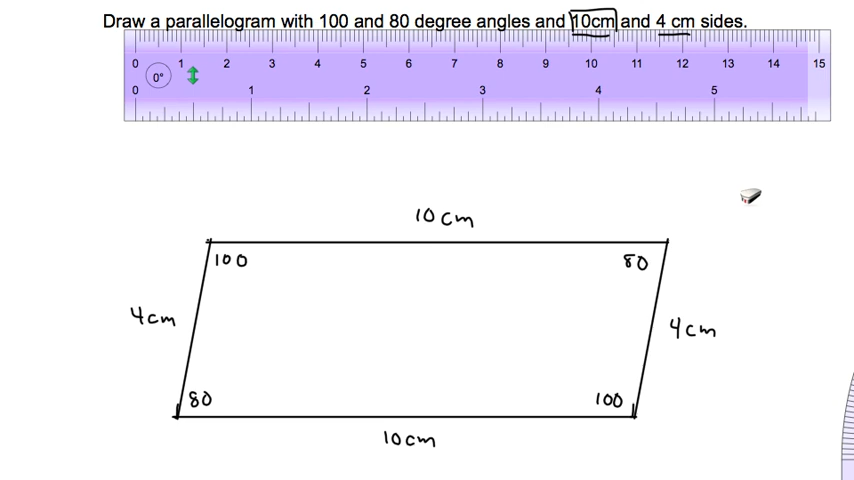 Draw a parallelogram with 100 and 80 degree angles and 10cm and 4 cm sides.
0 1 2 3 4 5 6 7 8 9 10 11 12 13 14 15
0°
0 1 2 3 4 5
10cm
100 80
4cm 4cm
80 100
10cm